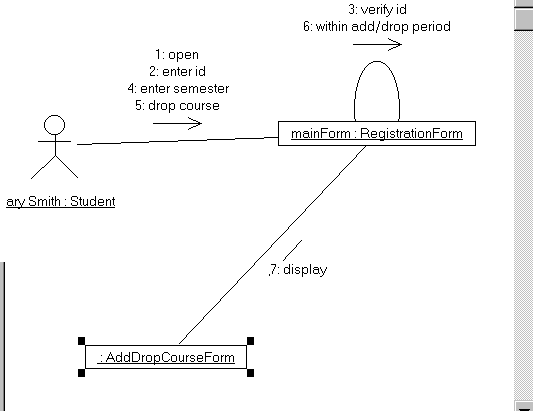 3: verify id
6: within add/drop period
1: open
2: enter id
4: enter semester
5: drop course
mainForm : RegistrationForm
ary Smith : Student
7: display
: AddDropCourseForm